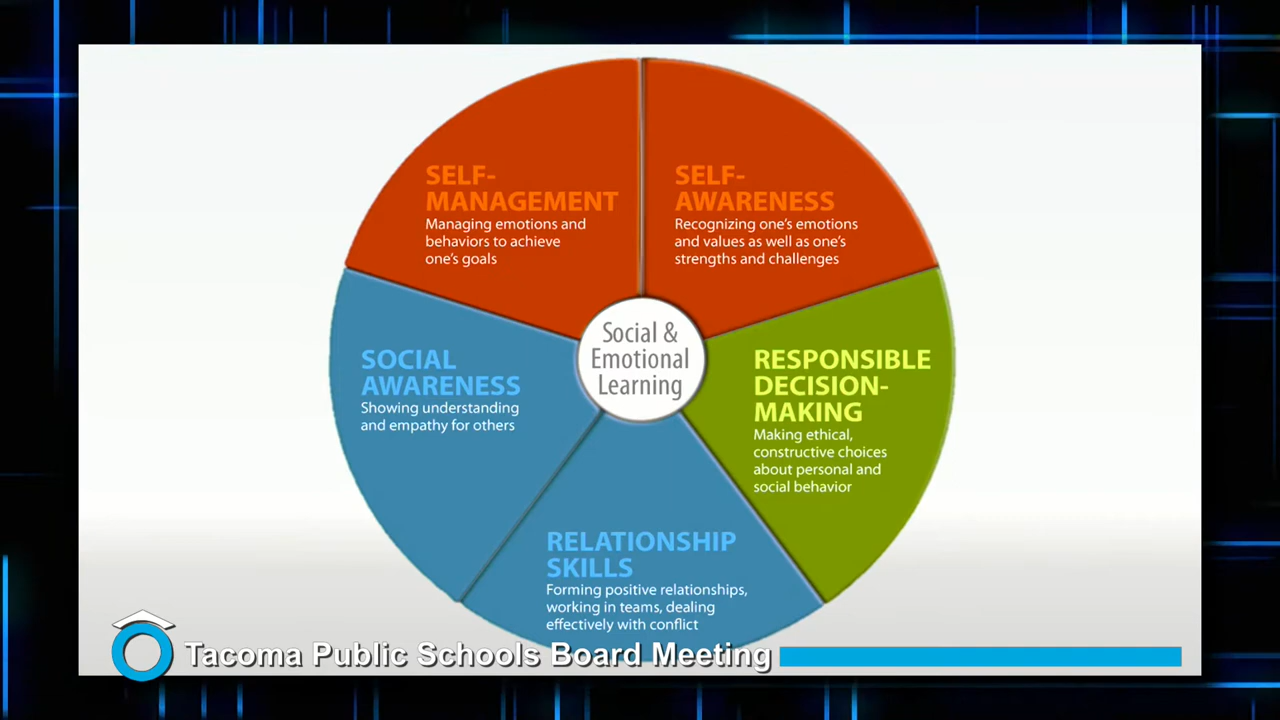 SELF-
MANAGEMENT
Managing emotions and
behaviors to achieve
one's goals
SELF-
AWARENESS
Recognizing one's emotions
and values as well as one's
strengths and challenges
SOCIAL
AWARENESS
Showing understanding
and empathy for others
Social &
Emotional
Learning
RESPONSIBLE
DECISION-
MAKING
Making ethical,
constructive choices
about personal and
social behavior
RELATIONSHIP
SKILLS
Forming positive relationships,
working in teams, dealing
effectively with conflict
Tacoma Public Schools Board Meeting